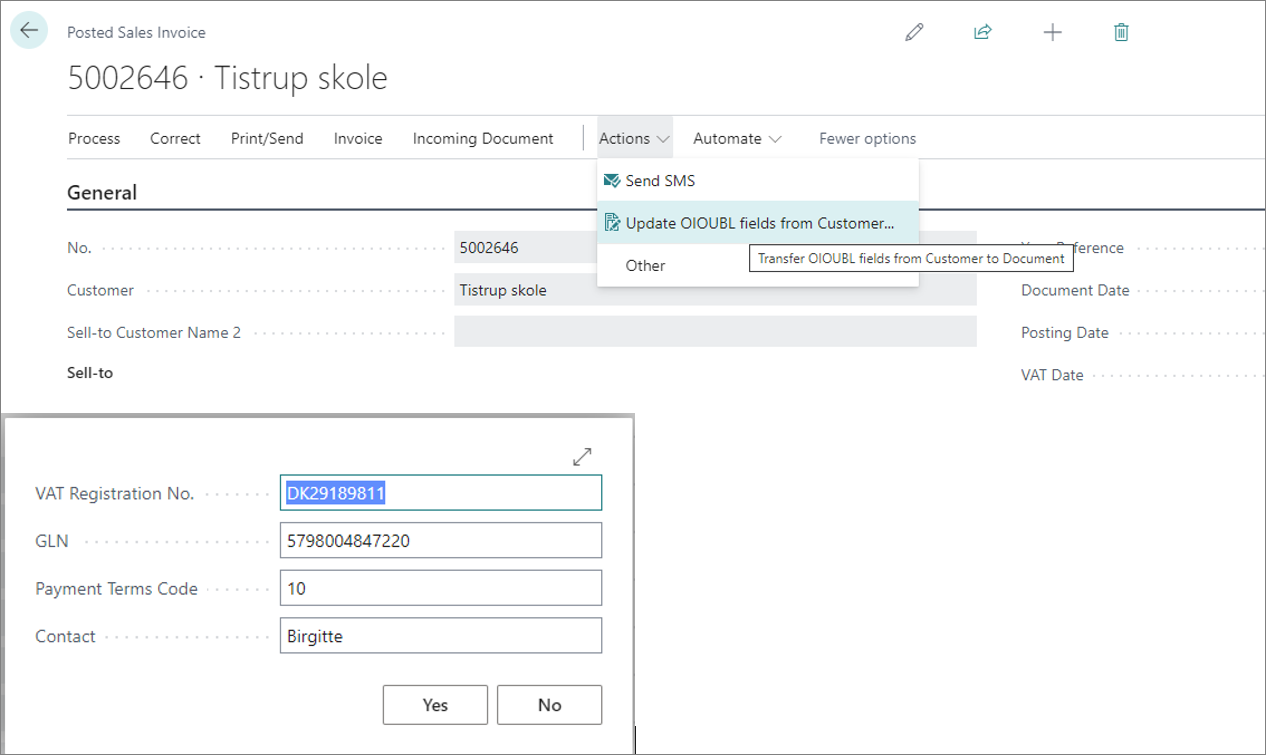 Posted Sales Invoice
5002646 · Tistrup skole
Process Correct Print/Send Invoice Incoming Document Actions Automate Fewer options
Send SMS
General
Update OIOUBL fields from Customer...
No. 5002646 Reference
Transfer OIOUBL fields from Customer to Document
Other
Customer Tistrup skole Document Date
Sell-to Customer Name 2 Posting Date
Sell-to VAT Date
VAT Registration No. DK29189811
GLN 5798004847220
Payment Terms Code 10
Contact Birgitte
Yes No